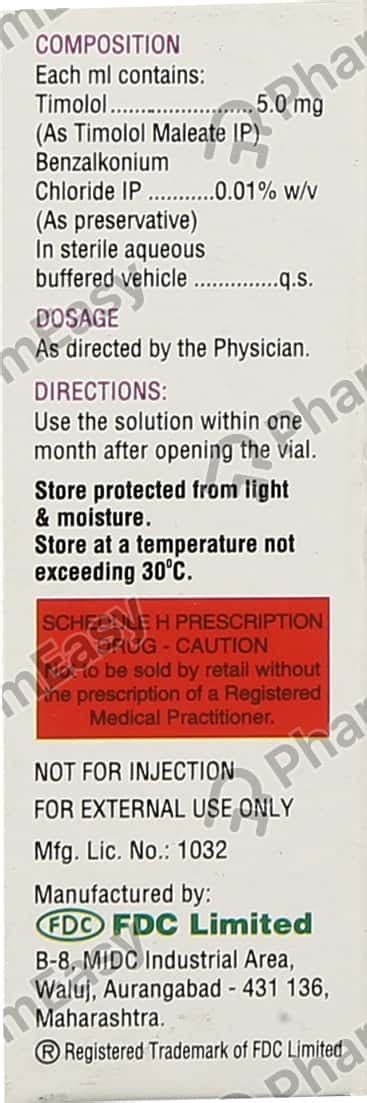 COMPOSITION
Each ml contains:
Timolol........................5.0 mg
(As Timolol Maleate IP)
Benzalkonium
Chloride IP ...........0.01% w/v
(As preservative)
In sterile aqueous
buffered vehicle ..............q.s.
DOSAGE
As directed by the Physician.
DIRECTIONS:
Use the solution within one
month after opening the vial.
Store protected from light
& moisture.
Store at a temperature not
exceeding 30°C.
SCHEDULE H PRESCRIPTION
DRUG - CAUTION
Not to be sold by retail without
the prescription of a Registered
Medical Practitioner.
NOT FOR INJECTION
FOR EXTERNAL USE ONLY
Mfg. Lic. No.: 1032
Manufactured by:
FDC FDC Limited
B-8, MIDC Industrial Area,
Waluj, Aurangabad - 431 136,
Maharashtra.
® Registered Trademark of FDC Limited